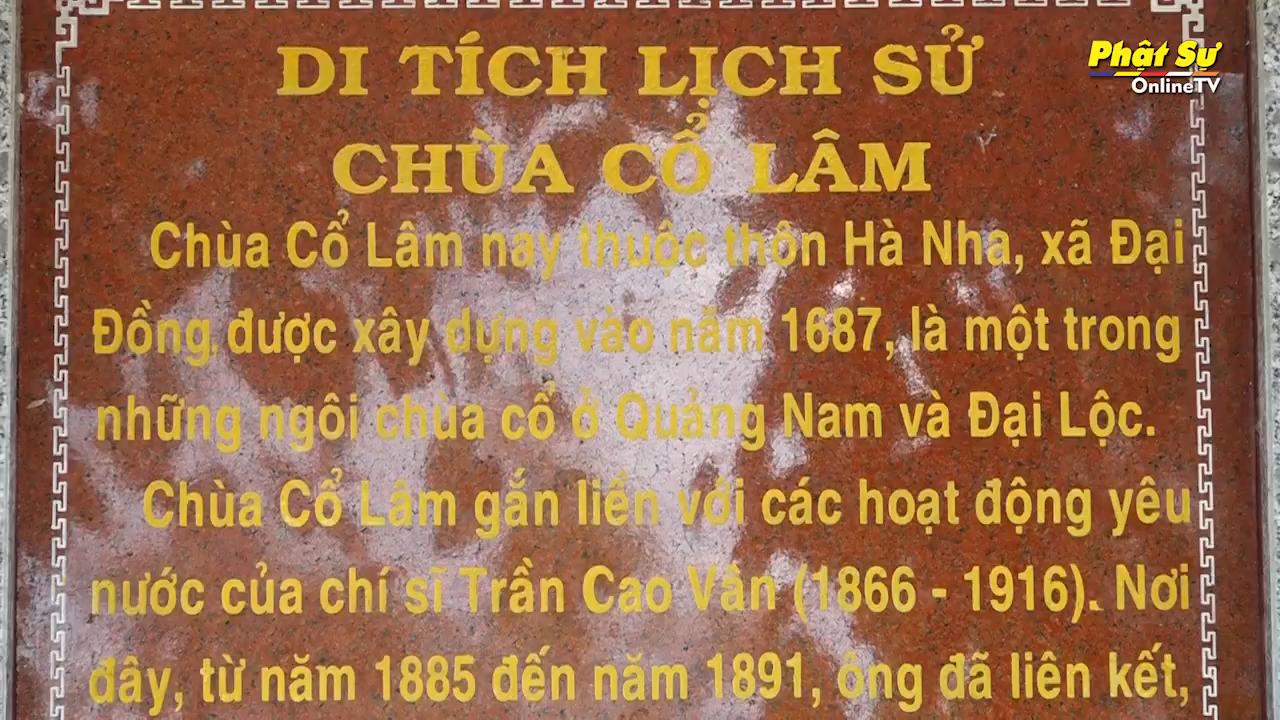 Phật Sự
OnlineTV
DI TÍCH LỊCH SỬ
CHÙA CỔ LÂM
Chùa Cổ Lâm nay thuộc thôn Hà Nha, xã Đại
Đồng, được xây dựng vào năm 1687, là một trong
những ngôi chùa cổ ở Quảng Nam và Đại Lộc.
Chùa Cổ Lâm gắn liền với các hoạt động yêu
nước của chí sĩ Trần Cao Vân (1866 - 1916). Nơi
đây, từ năm 1885 đến năm 1891, ông đã liên kết,